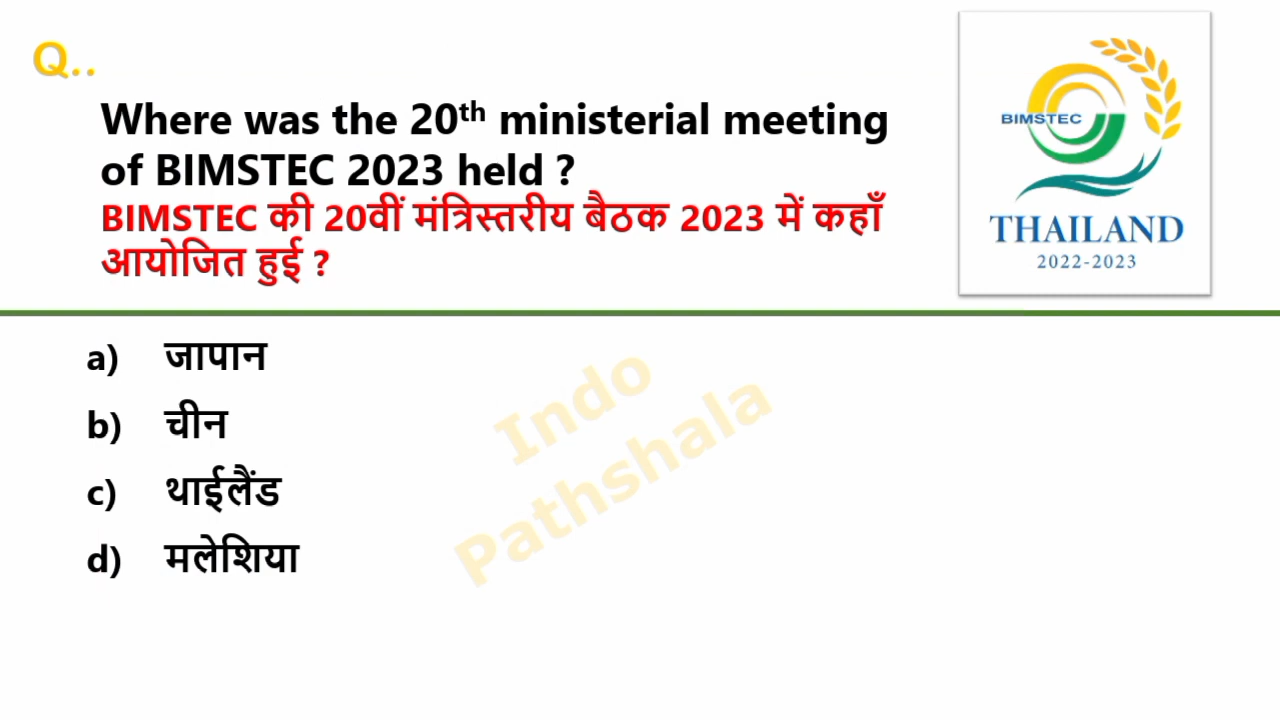 Q..
Where was the 20th ministerial meeting
of BIMSTEC 2023 held ?
BIMSTEC की 20वीं मंत्रिस्तरीय बैठक 2023 में कहाँ
आयोजित हुई ?
BIMSTEC
THAILAND
2022-2023
a) जापान
b) चीन
c) थाईलैंड
d) मलेशिया
Indo
Pathshala